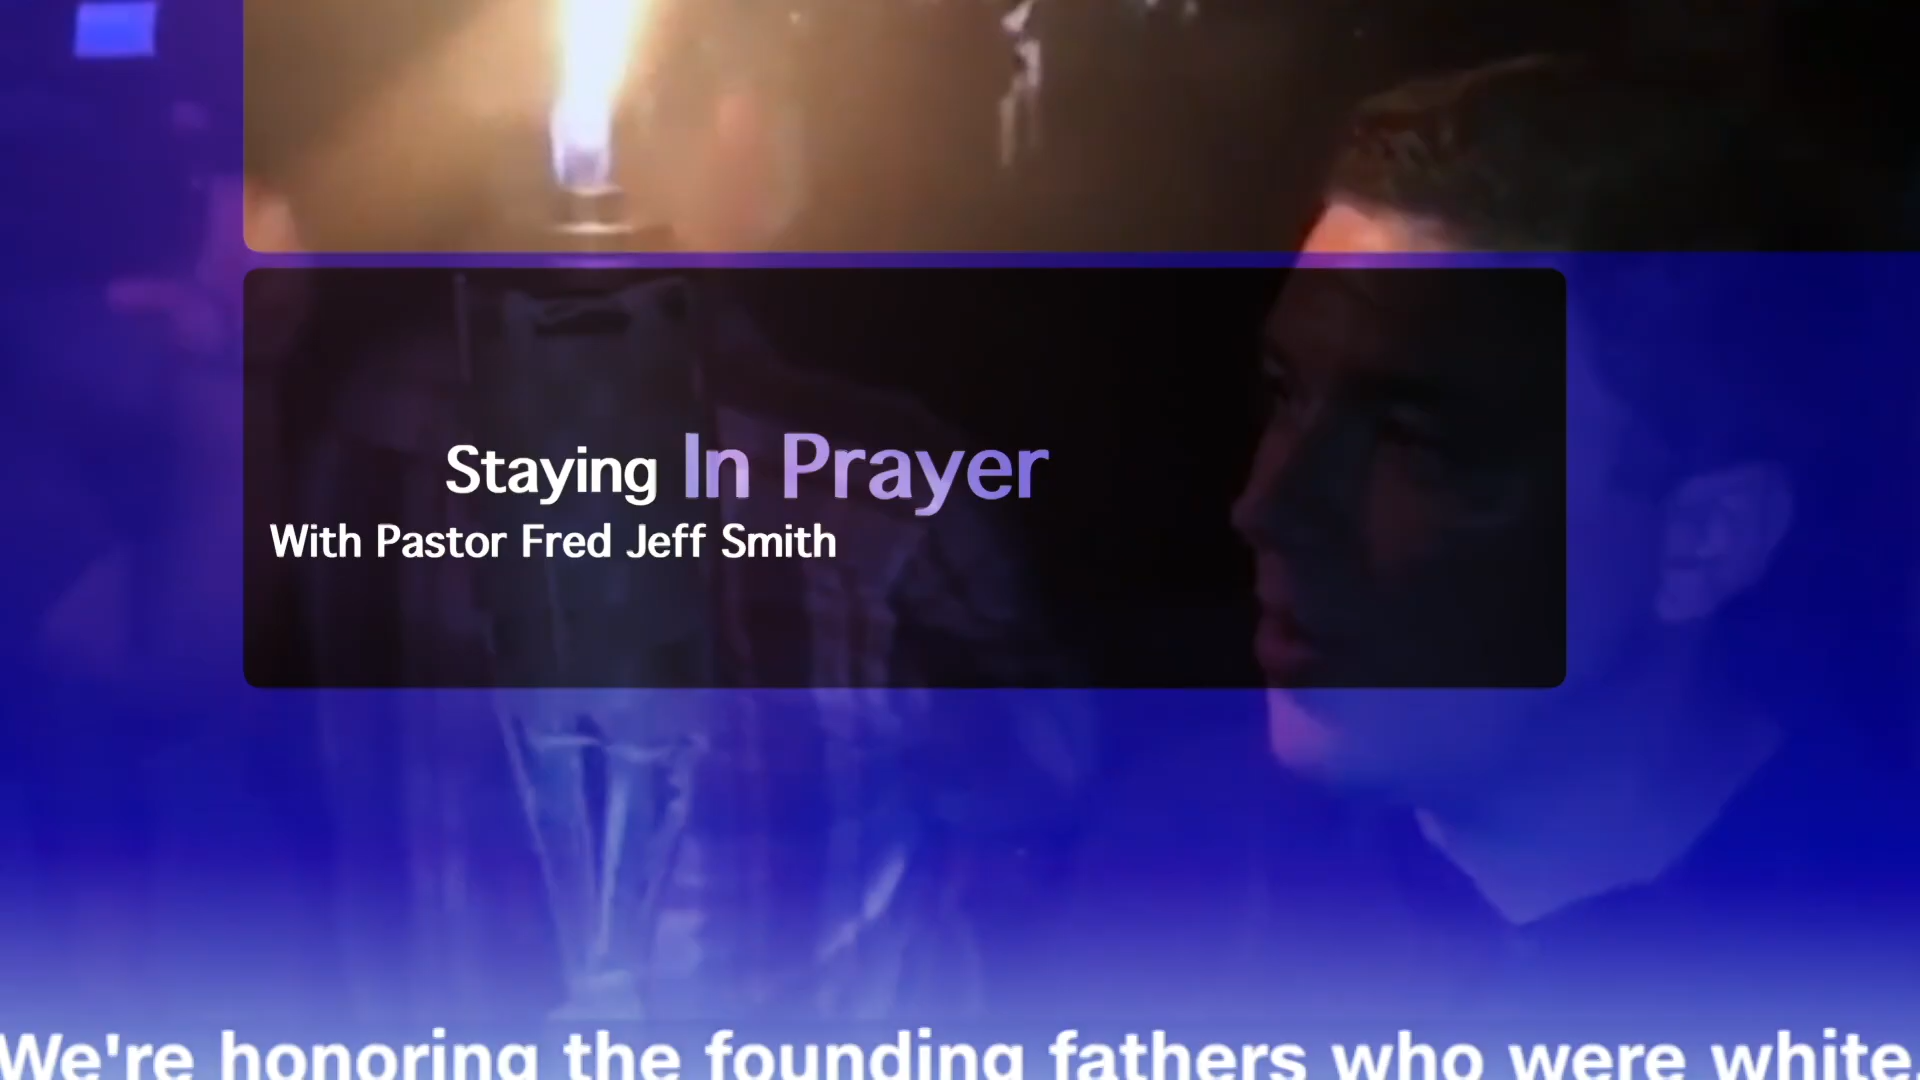 Staying In Prayer
With Pastor Fred Jeff Smith
We're honoring the founding fathers who were white.